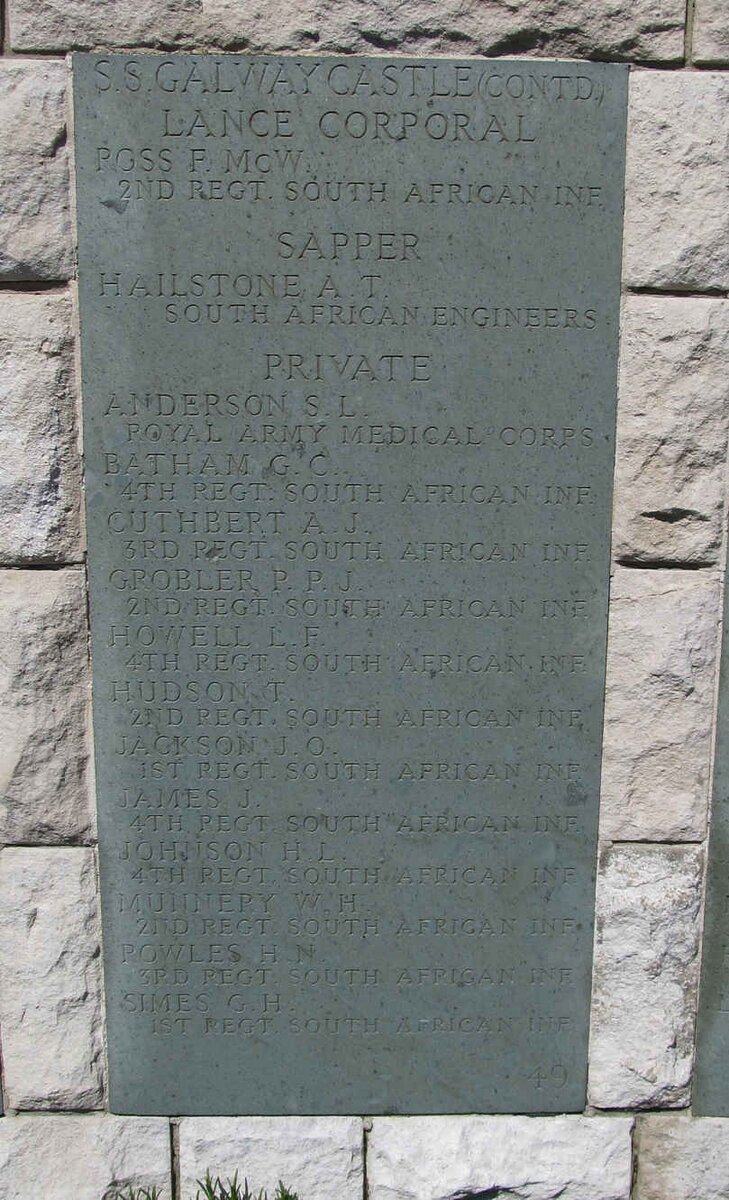 S.S. GALWAY CASTLE (CONTD.)
LANCE CORPORAL
ROSS F. McW.
2ND REGT. SOUTH AFRICAN INF.
SAPPER
HAILSTONE A. T.
SOUTH AFRICAN ENGINEERS
PRIVATE
ANDERSON S. L.
ROYAL ARMY MEDICAL CORPS
BATHAM G. C.
4TH REGT. SOUTH AFRICAN INF.
CUTHBERT A. J.
3RD REGT. SOUTH AFRICAN INF.
GROBLER P. P. J.
2ND REGT. SOUTH AFRICAN INF.
HOWELL L. F.
4TH REGT. SOUTH AFRICAN INF.
HUDSON T.
2ND REGT. SOUTH AFRICAN INF.
JACKSON J. O.
1ST REGT. SOUTH AFRICAN INF.
JAMES J.
4TH REGT. SOUTH AFRICAN INF.
JOHNSON H. L.
4TH REGT. SOUTH AFRICAN INF.
MUNNERY W. H.
2ND REGT. SOUTH AFRICAN INF.
ROWLES H. N.
3RD REGT. SOUTH AFRICAN INF.
SIMES G. H.
1ST REGT. SOUTH AFRICAN INF.
49